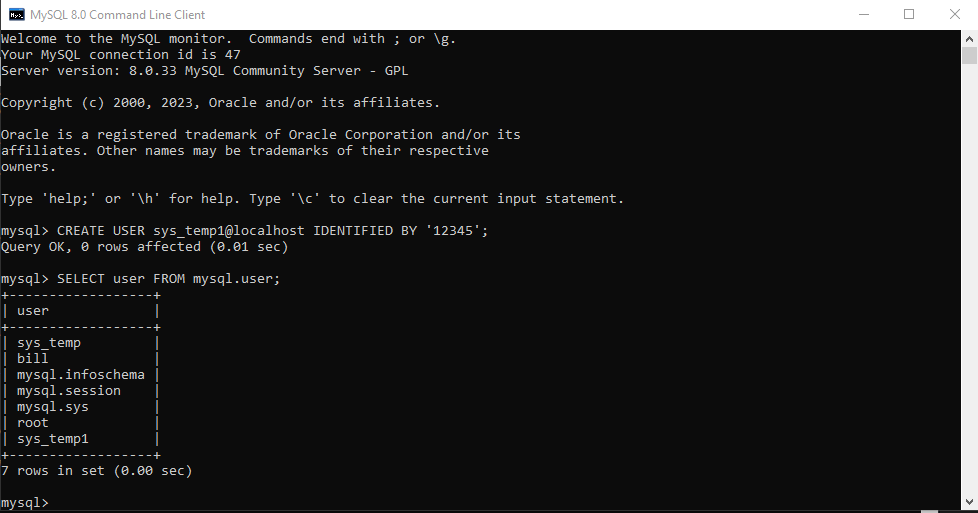 MySQL 8.0 Command Line Client
Welcome to the MySQL monitor.  Commands end with ; or \g.
Your MySQL connection id is 47
Server version: 8.0.33 MySQL Community Server - GPL
Copyright (c) 2000, 2023, Oracle and/or its affiliates.
Oracle is a registered trademark of Oracle Corporation and/or its
affiliates. Other names may be trademarks of their respective
owners.
Type 'help;' or '\h' for help. Type '\c' to clear the current input statement.
mysql> CREATE USER sys_temp1@localhost IDENTIFIED BY '12345';
Query OK, 0 rows affected (0.01 sec)
mysql> SELECT user FROM mysql.user;
+------------------+
| user             |
+------------------+
| sys_temp         |
| bill             |
| mysql.infoschema |
| mysql.session    |
| mysql.sys        |
| root             |
| sys_temp1        |
+------------------+
7 rows in set (0.00 sec)
mysql>